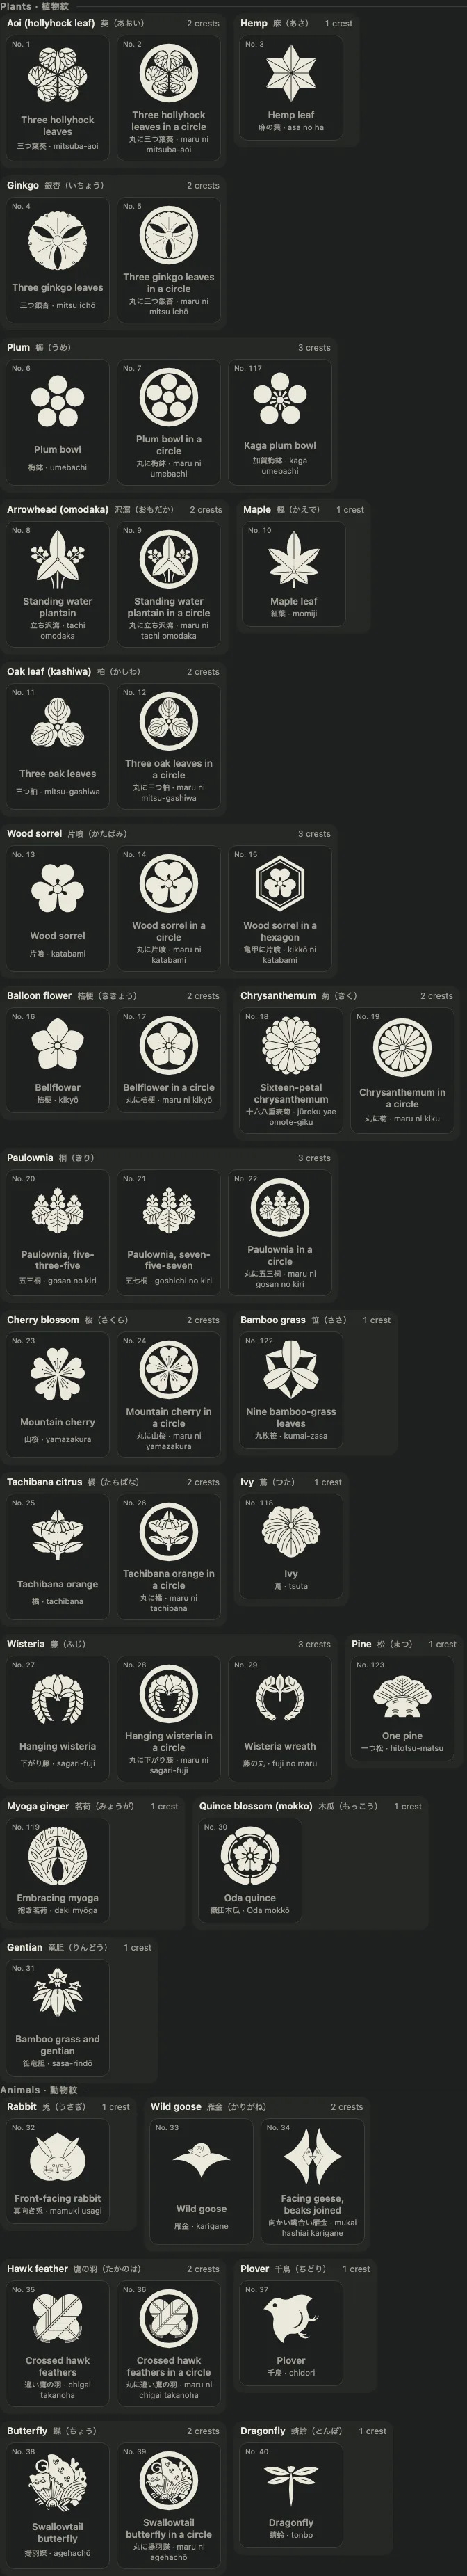 Plants · 植物紋
Aoi (hollyhock leaf) 葵（あおい） 2 crests
No. 1
Three hollyhock
leaves
三つ葉葵 · mitsuba-aoi
No. 2
Three hollyhock
leaves in a circle
丸に三つ葉葵 · maru ni
mitsuba-aoi
Hemp 麻（あさ） 1 crest
No. 3
Hemp leaf
麻の葉 · asa no ha
Ginkgo 銀杏（いちょう） 2 crests
No. 4
Three ginkgo leaves
三つ銀杏 · mitsu ichō
No. 5
Three ginkgo leaves
in a circle
丸に三つ銀杏 · maru ni
mitsu ichō
Plum 梅（うめ） 3 crests
No. 6
Plum bowl
梅鉢 · umebachi
No. 7
Plum bowl in a
circle
丸に梅鉢 · maru ni
umebachi
No. 117
Kaga plum bowl
加賀梅鉢 · kaga
umebachi
Arrowhead (omodaka) 沢瀉（おもだか） 2 crests
No. 8
Standing water
plantain
立ち沢瀉 · tachi
omodaka
No. 9
Standing water
plantain in a circle
丸に立ち沢瀉 · maru ni
tachi omodaka
Maple 楓（かえで） 1 crest
No. 10
Maple leaf
紅葉 · momiji
Oak leaf (kashiwa) 柏（かしわ） 2 crests
No. 11
Three oak leaves
三つ柏 · mitsu-gashiwa
No. 12
Three oak leaves in
a circle
丸に三つ柏 · maru ni
mitsu-gashiwa
Wood sorrel 片喰（かたばみ） 3 crests
No. 13
Wood sorrel
片喰 · katabami
No. 14
Wood sorrel in a
circle
丸に片喰 · maru ni
katabami
No. 15
Wood sorrel in a
hexagon
亀甲に片喰 · kikkō ni
katabami
Balloon flower 桔梗（ききょう） 2 crests
No. 16
Bellflower
桔梗 · kikyō
No. 17
Bellflower in a circle
丸に桔梗 · maru ni kikyō
Chrysanthemum 菊（きく） 2 crests
No. 18
Sixteen-petal
chrysanthemum
十六八重表菊 · jūroku yae
omote-giku
No. 19
Chrysanthemum in
a circle
丸に菊 · maru ni kiku
Paulownia 桐（きり） 3 crests
No. 20
Paulownia, five-
three-five
五三桐 · gosan no kiri
No. 21
Paulownia, seven-
five-seven
五七桐 · goshichi no kiri
No. 22
Paulownia in a
circle
丸に五三桐 · maru ni
gosan no kiri
Cherry blossom 桜（さくら） 2 crests
No. 23
Mountain cherry
山桜 · yamazakura
No. 24
Mountain cherry in
a circle
丸に山桜 · maru ni
yamazakura
Bamboo grass 笹（ささ） 1 crest
No. 122
Nine bamboo-grass
leaves
九枚笹 · kumai-zasa
Tachibana citrus 橘（たちばな） 2 crests
No. 25
Tachibana orange
橘 · tachibana
No. 26
Tachibana orange in
a circle
丸に橘 · maru ni
tachibana
Ivy 蔦（つた） 1 crest
No. 118
Ivy
蔦 · tsuta
Wisteria 藤（ふじ） 3 crests
No. 27
Hanging wisteria
下がり藤 · sagari-fuji
No. 28
Hanging wisteria in
a circle
丸に下がり藤 · maru ni
sagari-fuji
No. 29
Wisteria wreath
藤の丸 · fuji no maru
Pine 松（まつ） 1 crest
No. 123
One pine
一つ松 · hitotsu-matsu
Myoga ginger 茗荷（みょうが） 1 crest
No. 119
Embracing myoga
抱き茗荷 · daki myōga
Quince blossom (mokko) 木瓜（もっこう） 1 crest
No. 30
Oda quince
織田木瓜 · Oda mokkō
Gentian 竜胆（りんどう） 1 crest
No. 31
Bamboo grass and
gentian
笹竜胆 · sasa-rindō
Animals · 動物紋
Rabbit 兎（うさぎ） 1 crest
No. 32
Front-facing rabbit
真向き兎 · mamuki usagi
Wild goose 雁金（かりがね） 2 crests
No. 33
Wild goose
雁金 · karigane
No. 34
Facing geese,
beaks joined
向かい嘴合い雁金 · mukai
hashiai karigane
Hawk feather 鷹の羽（たかのは） 2 crests
No. 35
Crossed hawk
feathers
違い鷹の羽 · chigai
takanoha
No. 36
Crossed hawk
feathers in a circle
丸に違い鷹の羽 · maru ni
chigai takanoha
Plover 千鳥（ちどり） 1 crest
No. 37
Plover
千鳥 · chidori
Butterfly 蝶（ちょう） 2 crests
No. 38
Swallowtail
butterfly
揚羽蝶 · agehachō
No. 39
Swallowtail
butterfly in a circle
丸に揚羽蝶 · maru ni
agehachō
Dragonfly 蜻蛉（とんぼ） 1 crest
No. 40
Dragonfly
蜻蛉 · tonbo